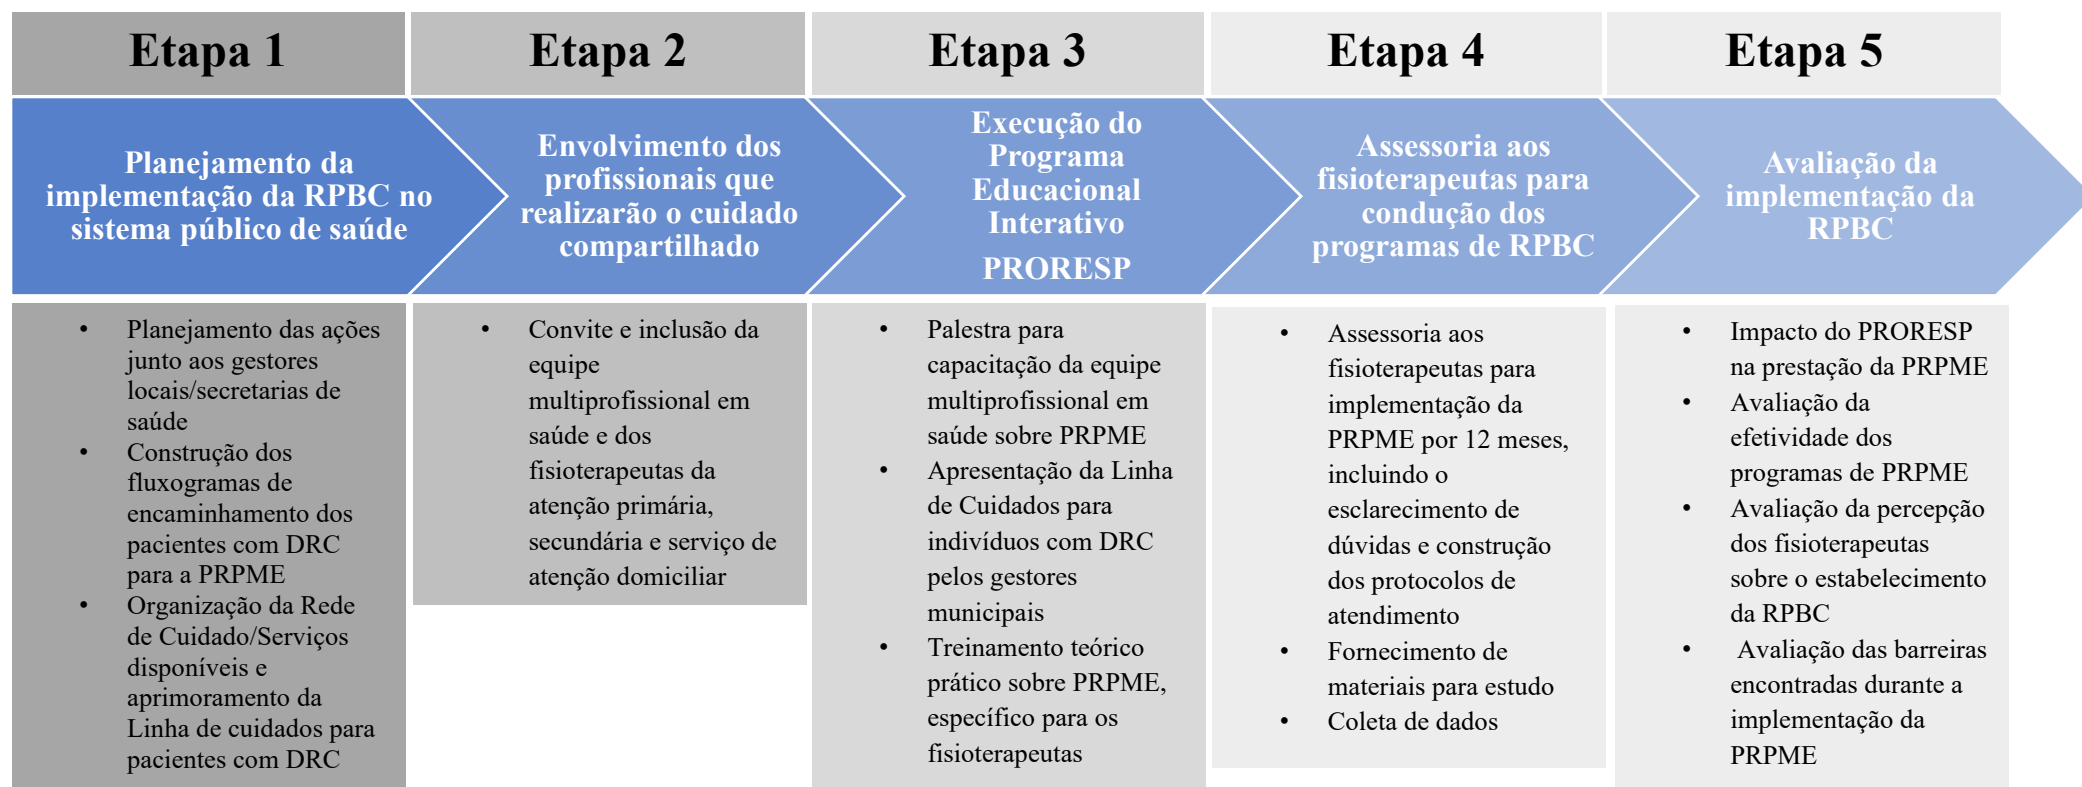 Etapa 1
Etapa 2
Etapa 3
Etapa 4
Etapa 5
Planejamento da
implementação da RPBC no
sistema público de saúde
Envolvimento dos
profissionais que
realizarão o cuidado
compartilhado
Execução do
Programa
Educacional
Interativo
PRORESP
Assessoria aos
fisioterapeutas para
condução dos
programas de RPBC
Avaliação da
implementação da
RPBC
• Planejamento das ações
junto aos gestores
locais/secretarias de
saúde
• Construção dos
fluxogramas de
encaminhamento dos
pacientes com DRC
para a PRPME
• Organização da Rede
de Cuidado/Serviços
disponíveis e
aprimoramento da
Linha de cuidados para
pacientes com DRC
• Convite e inclusão da
equipe
multiprofissional em
saúde e dos
fisioterapeutas da
atenção primária,
secundária e serviço de
atenção domiciliar
• Palestra para
capacitação da equipe
multiprofissional em
saúde sobre PRPME
• Apresentação da Linha
de Cuidados para
indivíduos com DRC
pelos gestores
municipais
• Treinamento teórico
prático sobre PRPME,
específico para os
fisioterapeutas
• Assessoria aos
fisioterapeutas para
implementação da
PRPME por 12 meses,
incluindo o
esclarecimento de
dúvidas e construção
dos protocolos de
atendimento
• Fornecimento de
materiais para estudo
• Coleta de dados
• Impacto do PRORESP
na prestação da PRPME
• Avaliação da
efetividade dos
programas de PRPME
• Avaliação da percepção
dos fisioterapeutas
sobre o estabelecimento
da RPBC
• Avaliação das barreiras
encontradas durante a
implementação da
PRPME